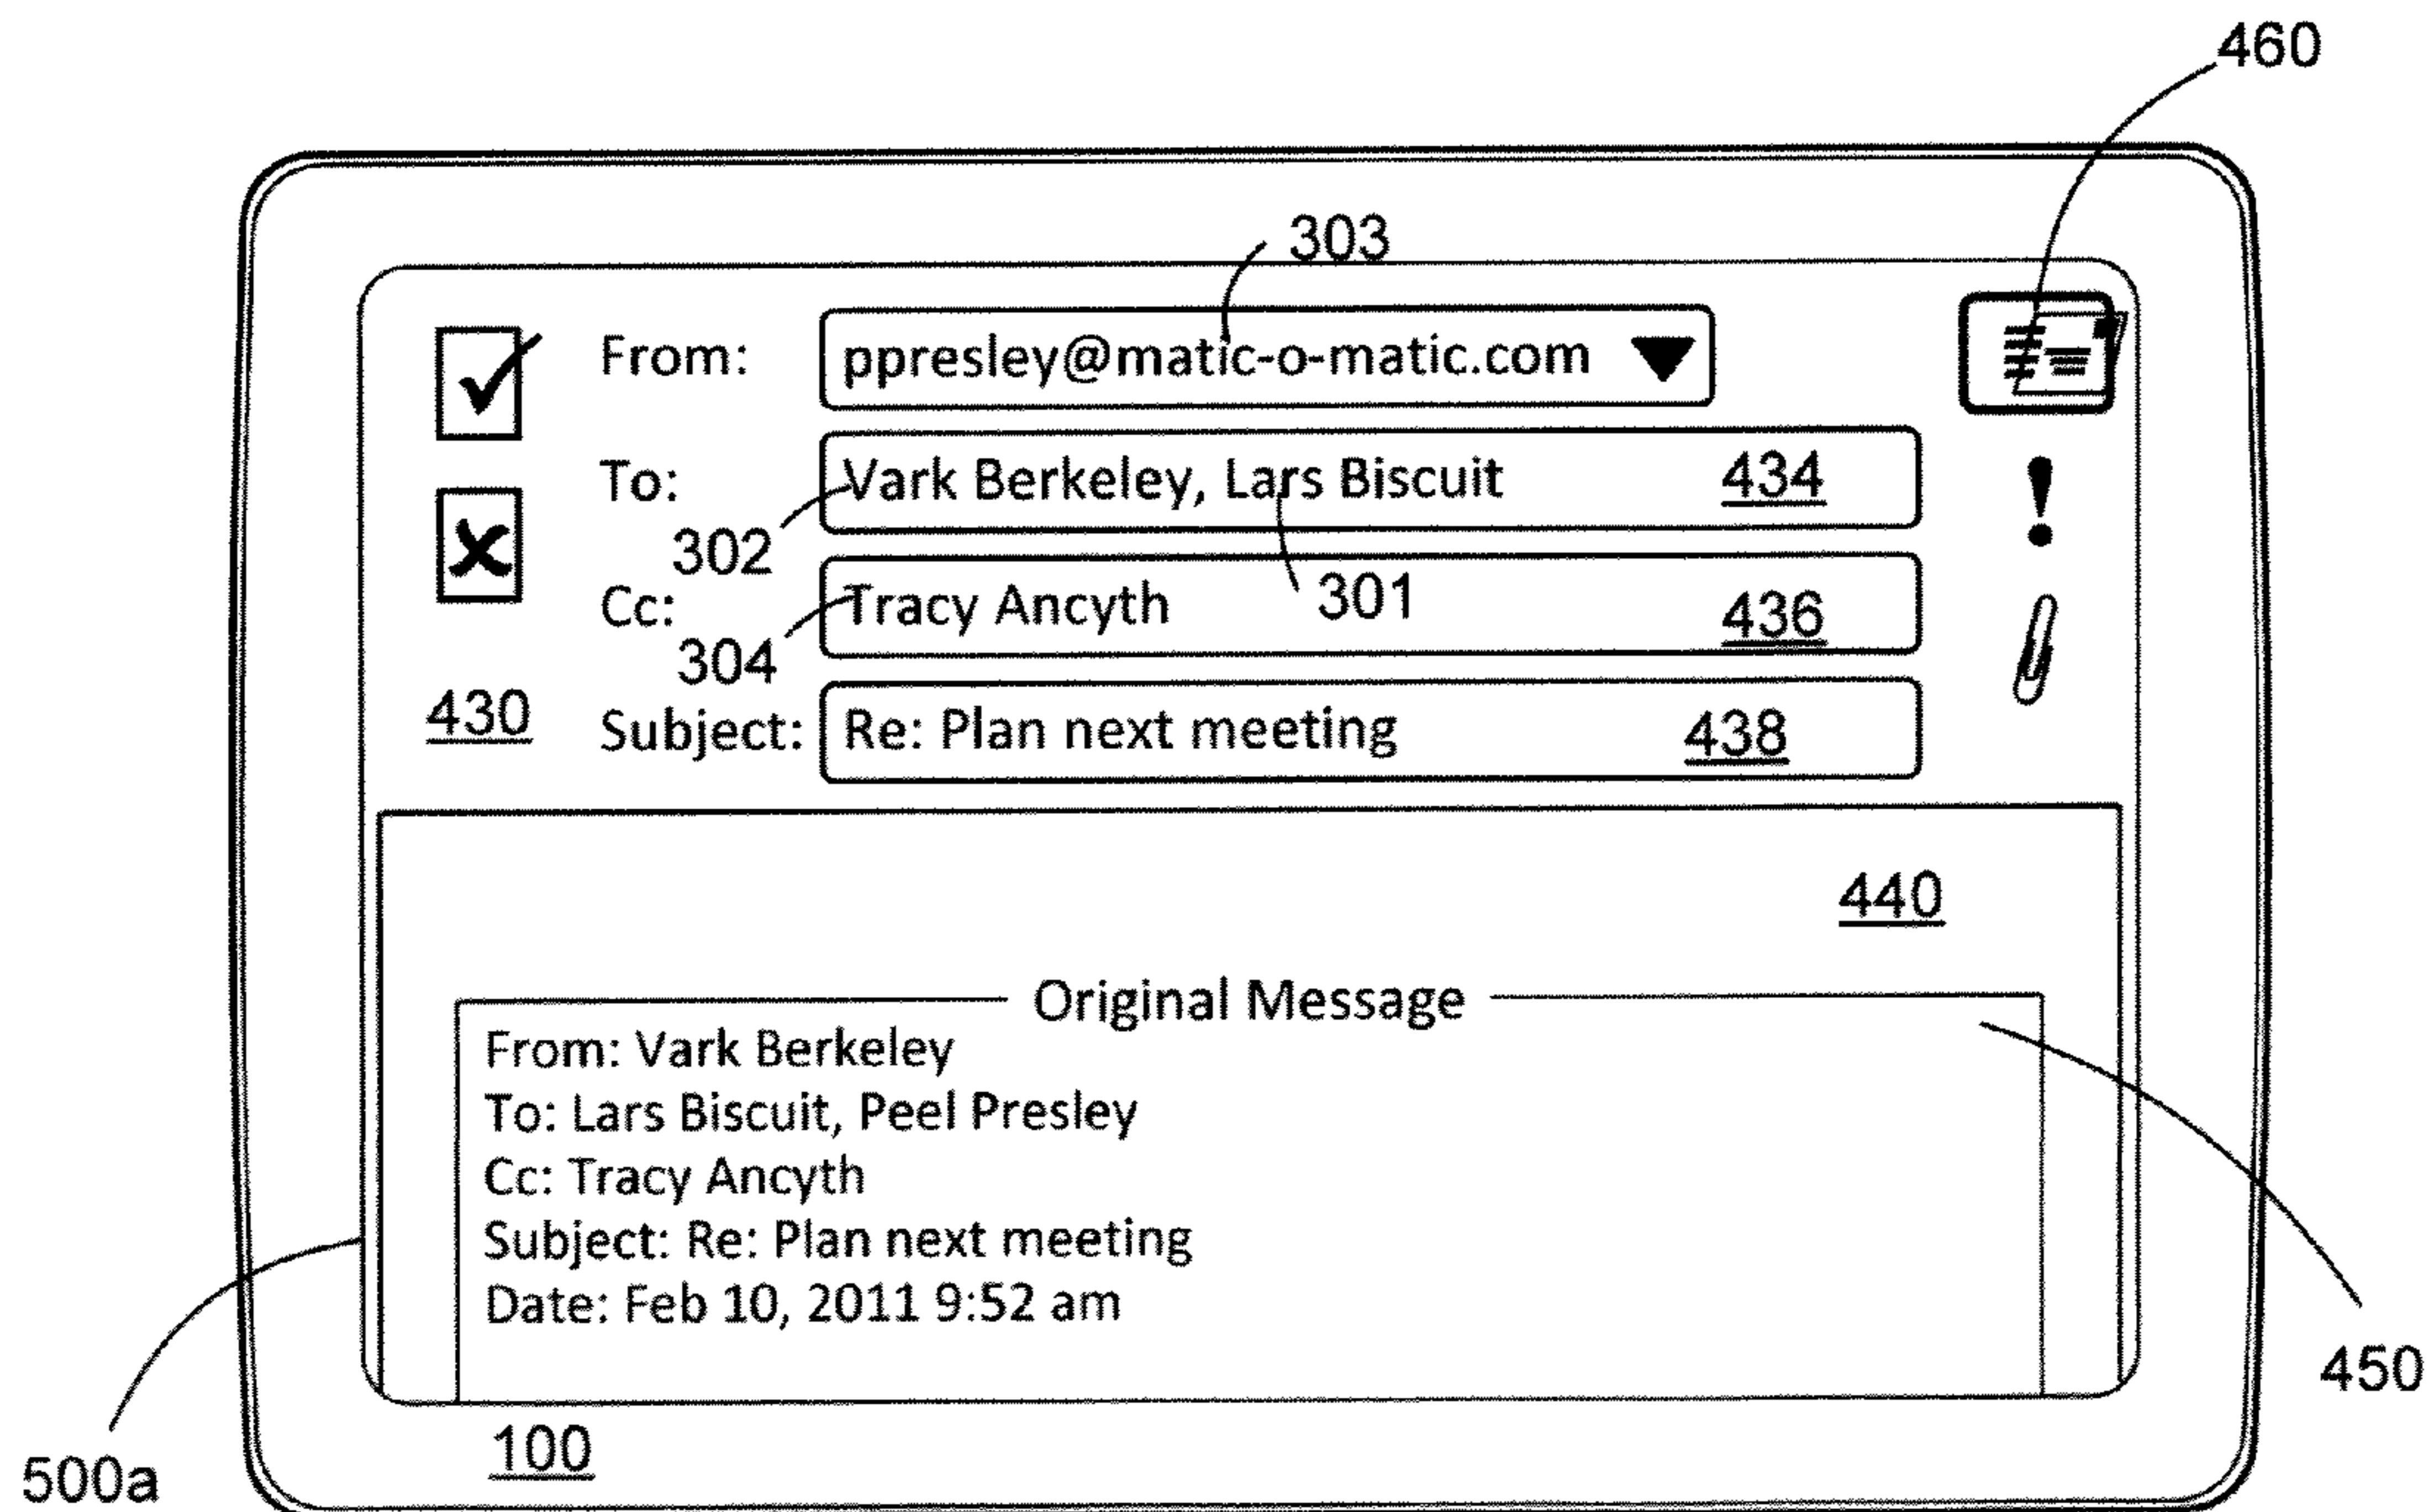 460
303
From: ppresley@matic-o-matic.com
To: Vark Berkeley, Lars Biscuit 434
302
301
Cc: Tracy Ancyth 436
304
430
Subject: Re: Plan next meeting 438
440
Original Message
From: Vark Berkeley
To: Lars Biscuit, Peel Presley
Cc: Tracy Ancyth
Subject: Re: Plan next meeting
Date: Feb 10, 2011 9:52 am
450
100
500a